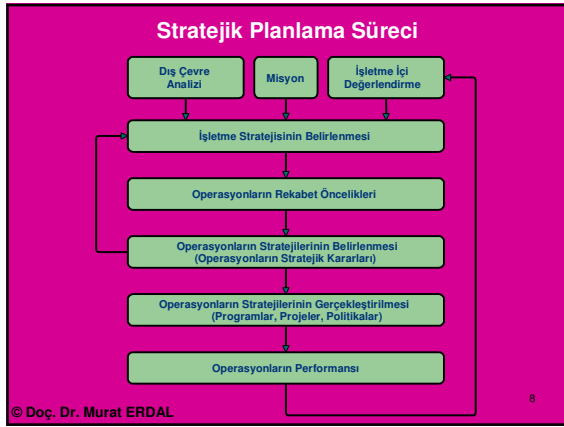 Stratejik Planlama Süreci
Dış Çevre
Analizi
Misyon
İşletme İçi
Değerlendirme
İşletme Stratejisinin Belirlenmesi
Operasyonların Rekabet Öncelikleri
Operasyonların Stratejilerinin Belirlenmesi
(Operasyonların Stratejik Kararları)
Operasyonların Stratejilerinin Gerçekleştirilmesi
(Programlar, Projeler, Politikalar)
Operasyonların Performansı
8
© Doç. Dr. Murat ERDAL